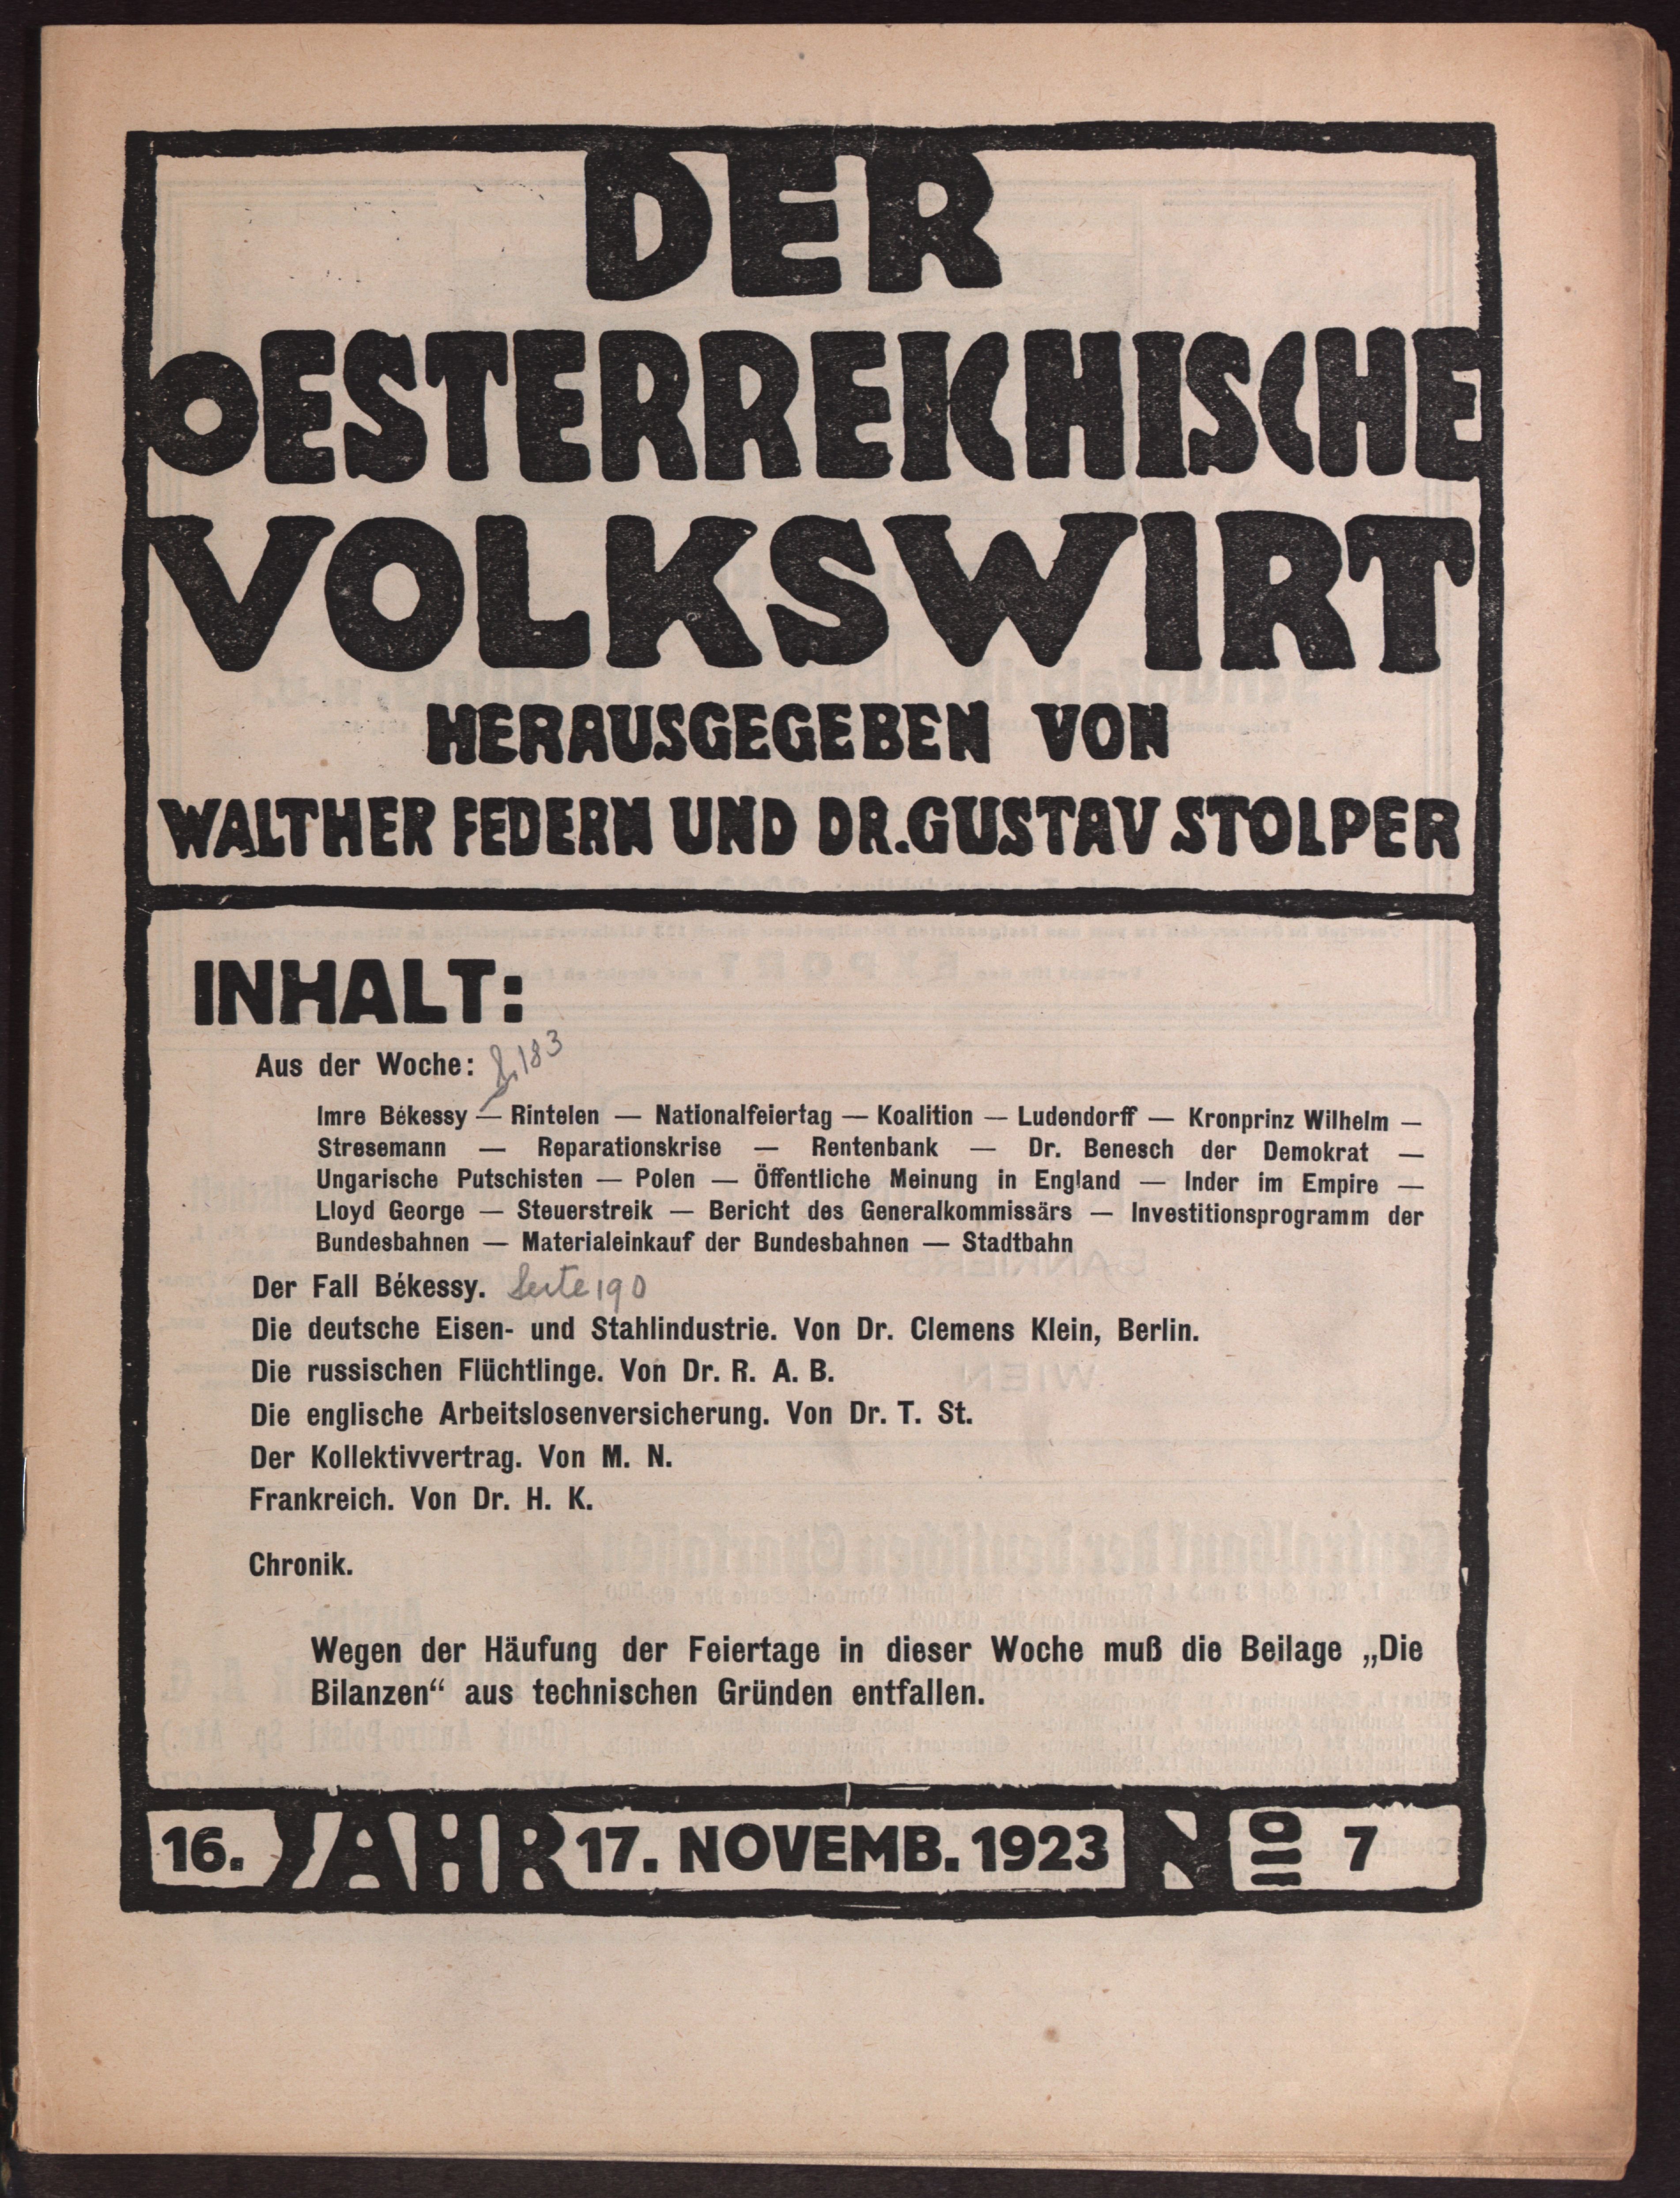 DER
OESTERREICHISCHE
VOLKSWIRT
HERAUSGEGEBEN VON
WALTHER FEDERN UND DR. GUSTAV STOLPER
INHALT:
Aus der Woche: S. 183
Imre Békessy — Rintelen — Nationalfeiertag — Koalition — Ludendorff — Kronprinz Wilhelm —
Stresemann — Reparationskrise — Rentenbank — Dr. Benesch der Demokrat —
Ungarische Putschisten — Polen — Öffentliche Meinung in England — Inder im Empire —
Lloyd George — Steuerstreik — Bericht des Generalkommissärs — Investitionsprogramm der
Bundesbahnen — Materialeinkauf der Bundesbahnen — Stadtbahn
Der Fall Békessy. Seite 190
Die deutsche Eisen- und Stahlindustrie. Von Dr. Clemens Klein, Berlin.
Die russischen Flüchtlinge. Von Dr. R. A. B.
Die englische Arbeitslosenversicherung. Von Dr. T. St.
Der Kollektivvertrag. Von M. N.
Frankreich. Von Dr. H. K.
Chronik.
Wegen der Häufung der Feiertage in dieser Woche muß die Beilage „Die
Bilanzen“ aus technischen Gründen entfallen.
16. JAHR 17. NOVEMB. 1923 Nº 7